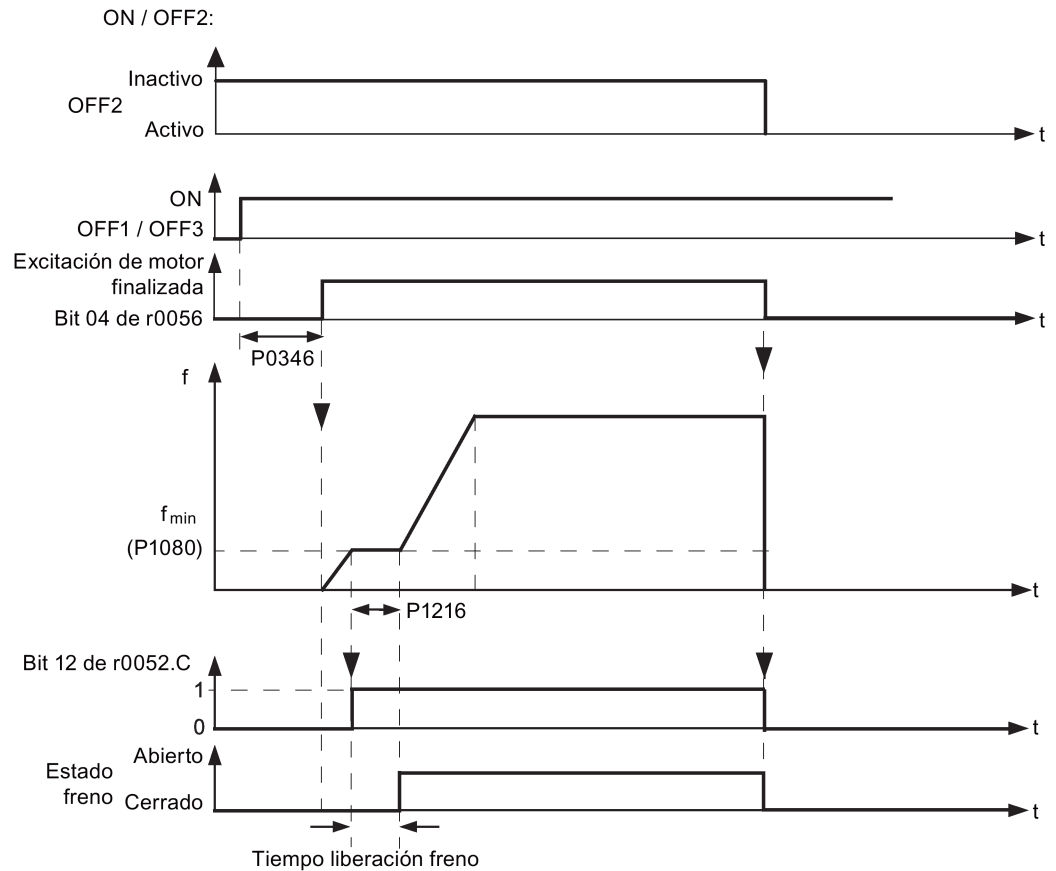 ON / OFF2:
Inactivo
OFF2
Activo
t
ON
OFF1 / OFF3
t
Excitación de motor
finalizada
Bit 04 de r0056
t
P0346
f
fmin
(P1080)
t
P1216
Bit 12 de r0052.C
1
0
t
Abierto
Estado
freno
Cerrado
t
Tiempo liberación freno